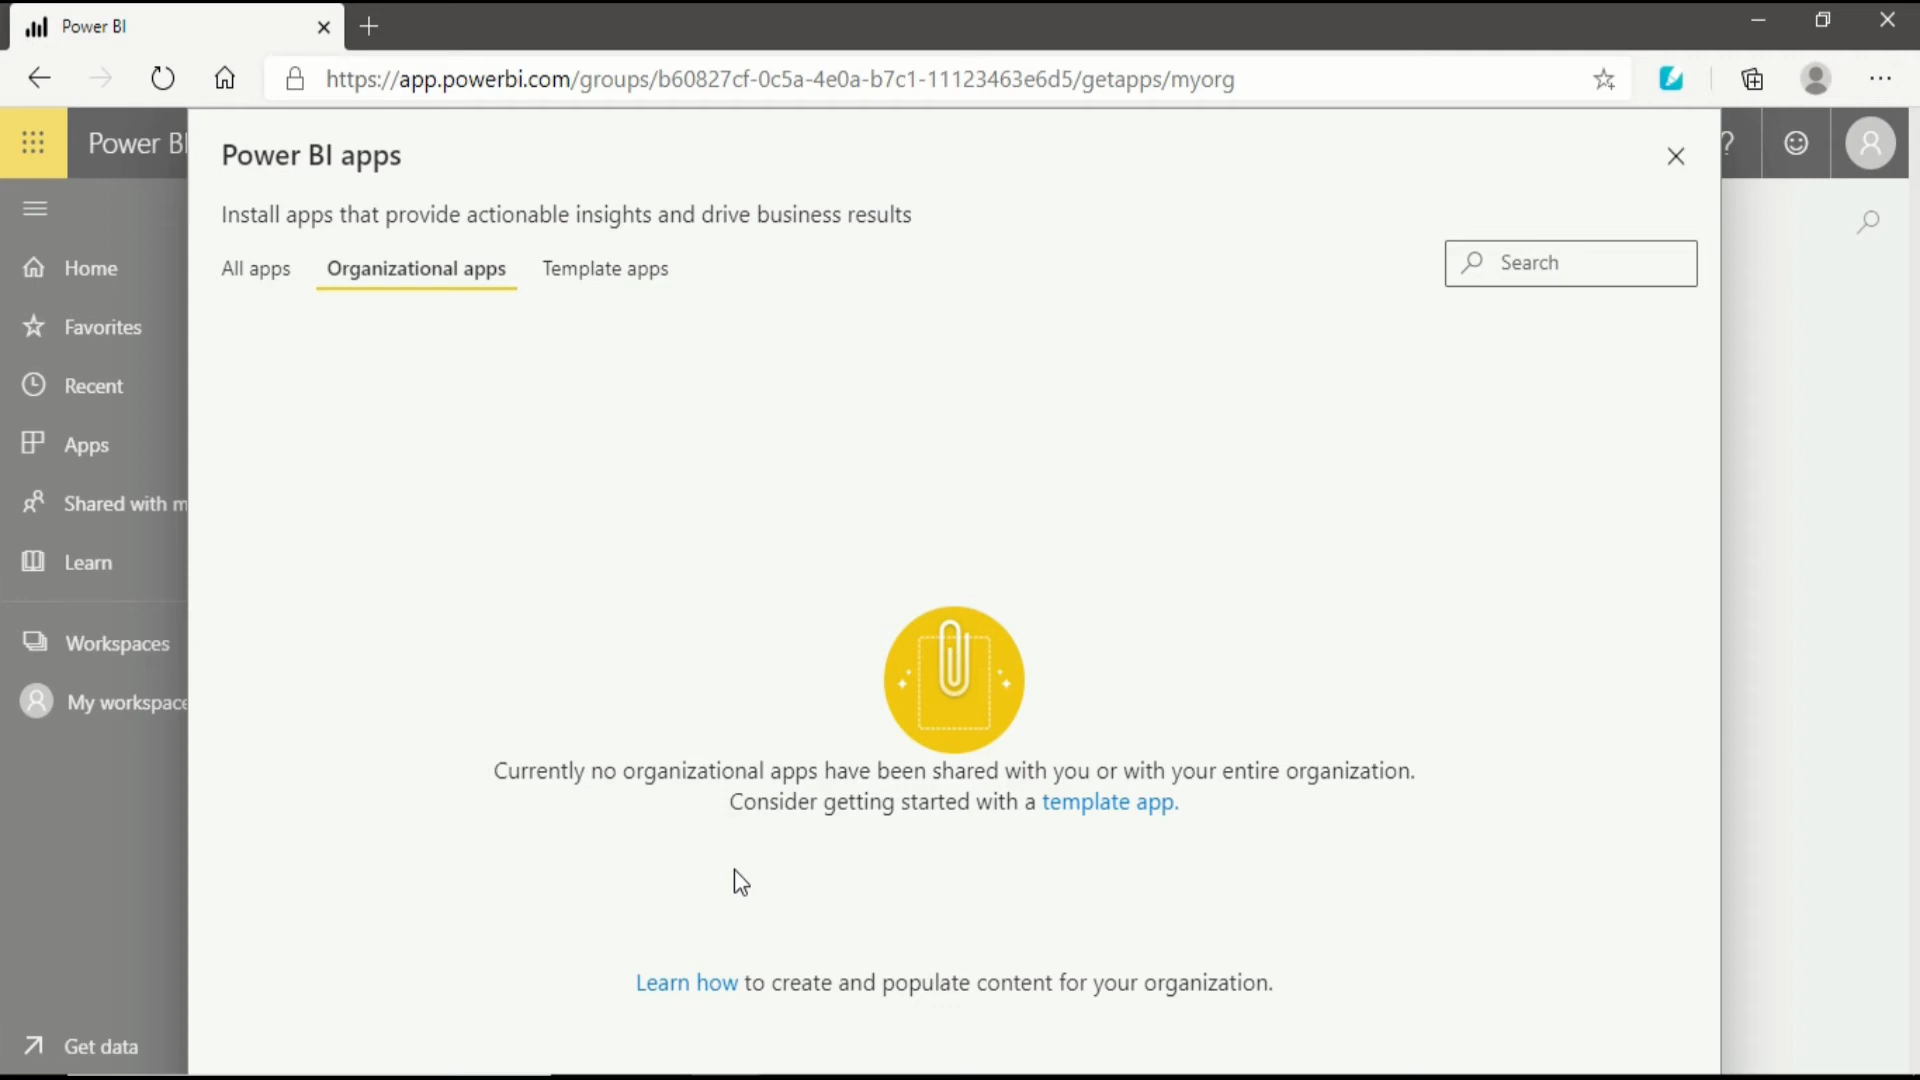 Power BI
https://app.powerbi.com/groups/b60827cf-0c5a-4e0a-b7c1-11123463e6d5/getapps/myorg
Power BI
Power BI apps
?
Install apps that provide actionable insights and drive business results
All apps
Organizational apps
Template apps
Search
Home
Favorites
Recent
Apps
Shared with m
Learn
Workspaces
My workspace
Currently no organizational apps have been shared with you or with your entire organization.
Consider getting started with a template app.
Learn how to create and populate content for your organization.
Get data